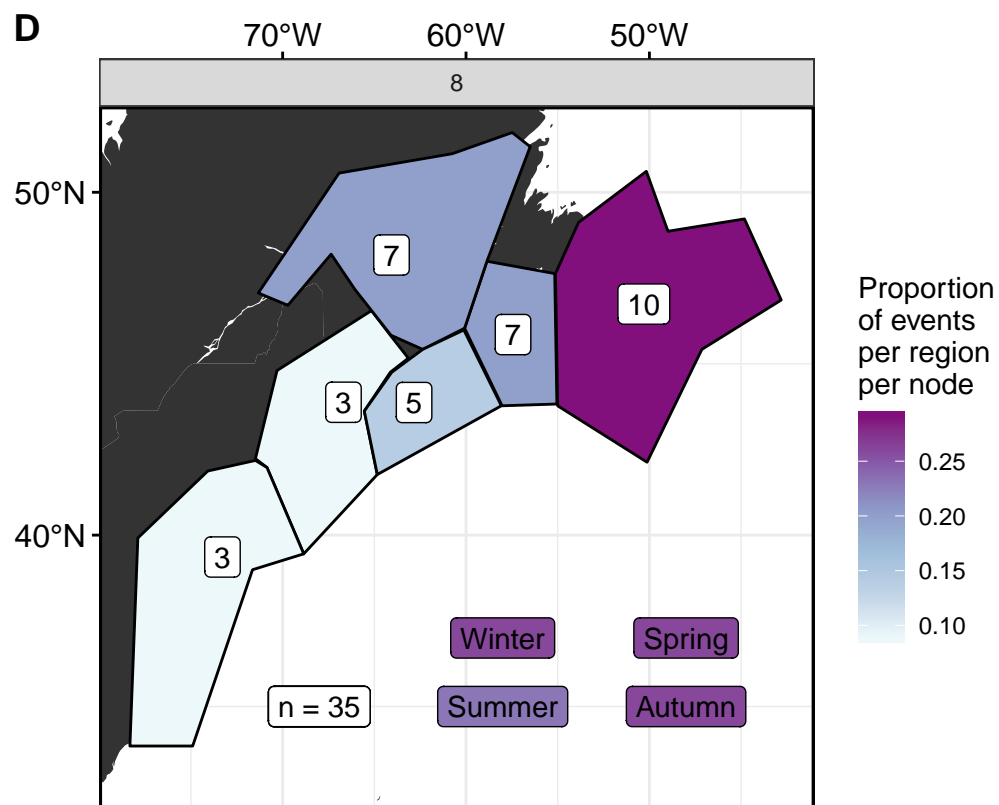 D
70°W 60°W 50°W
8
50°N
7
10
7
3
5
40°N
3
Winter Spring
n = 35 Summer Autumn
Proportion
of events
per region
per node
0.25
0.20
0.15
0.10